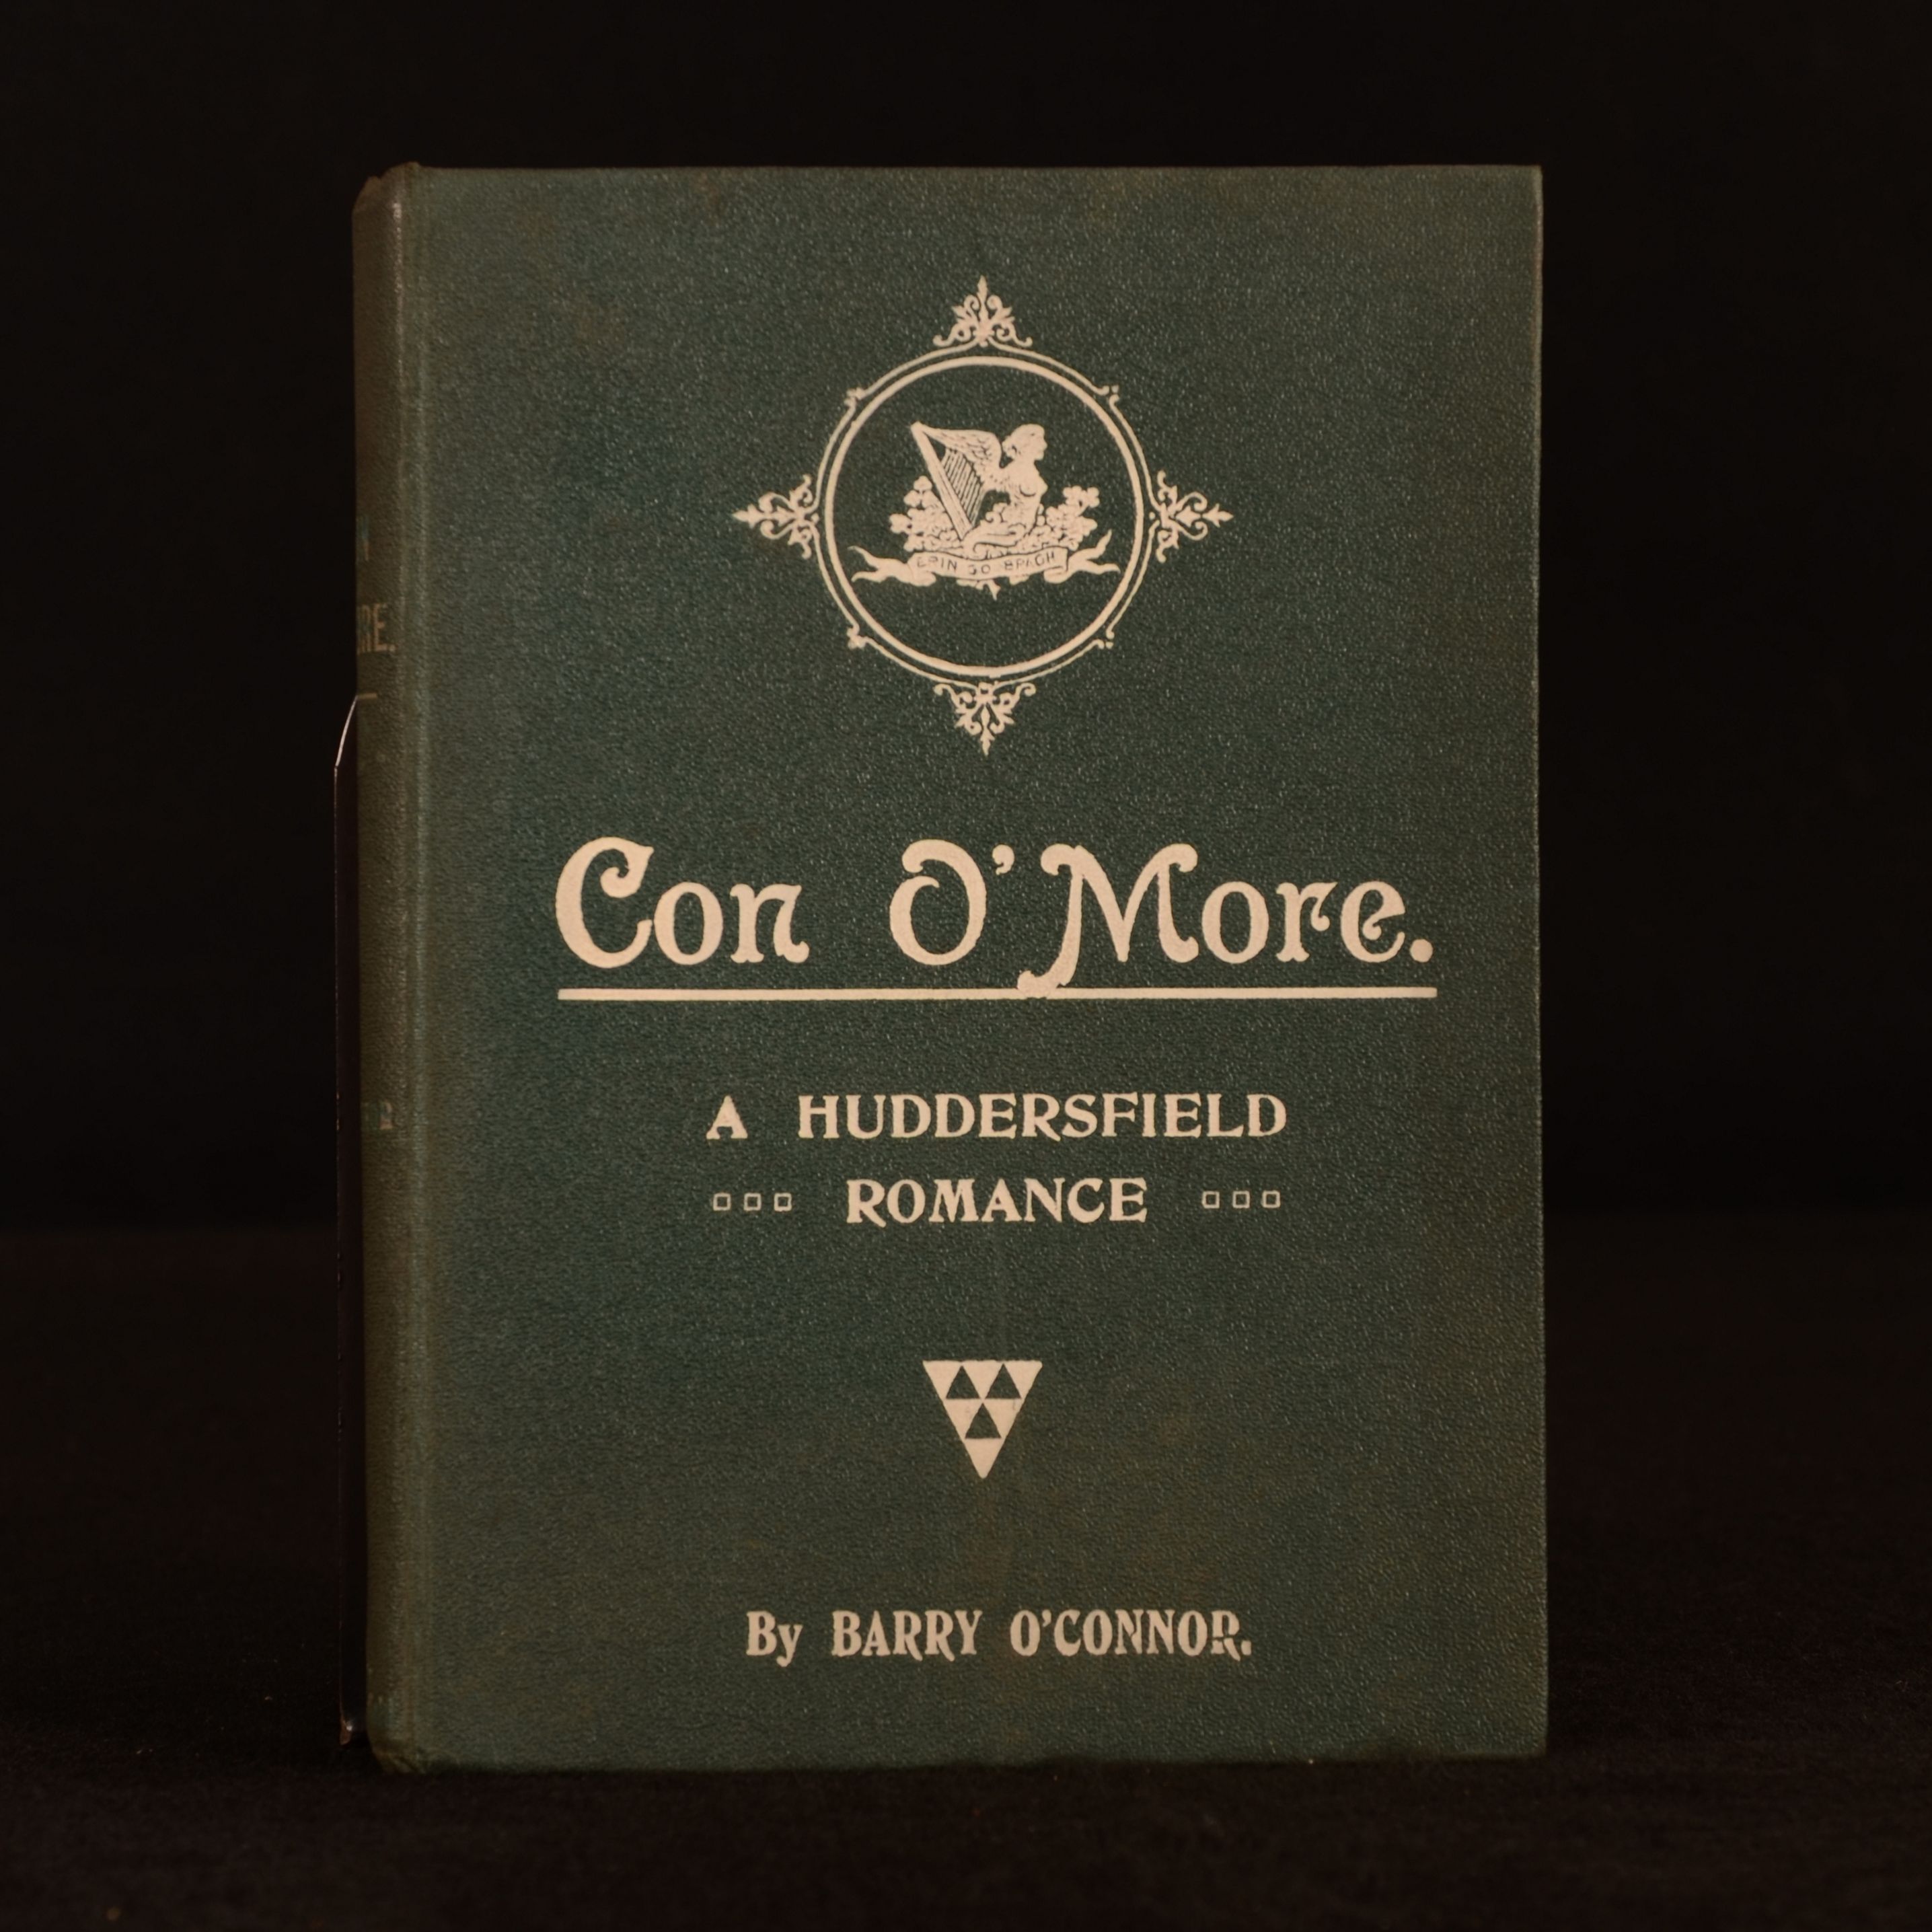 ERIN GO BRAGH
Con O'More.
A HUDDERSFIELD
ROMANCE
By BARRY O'CONNOR.